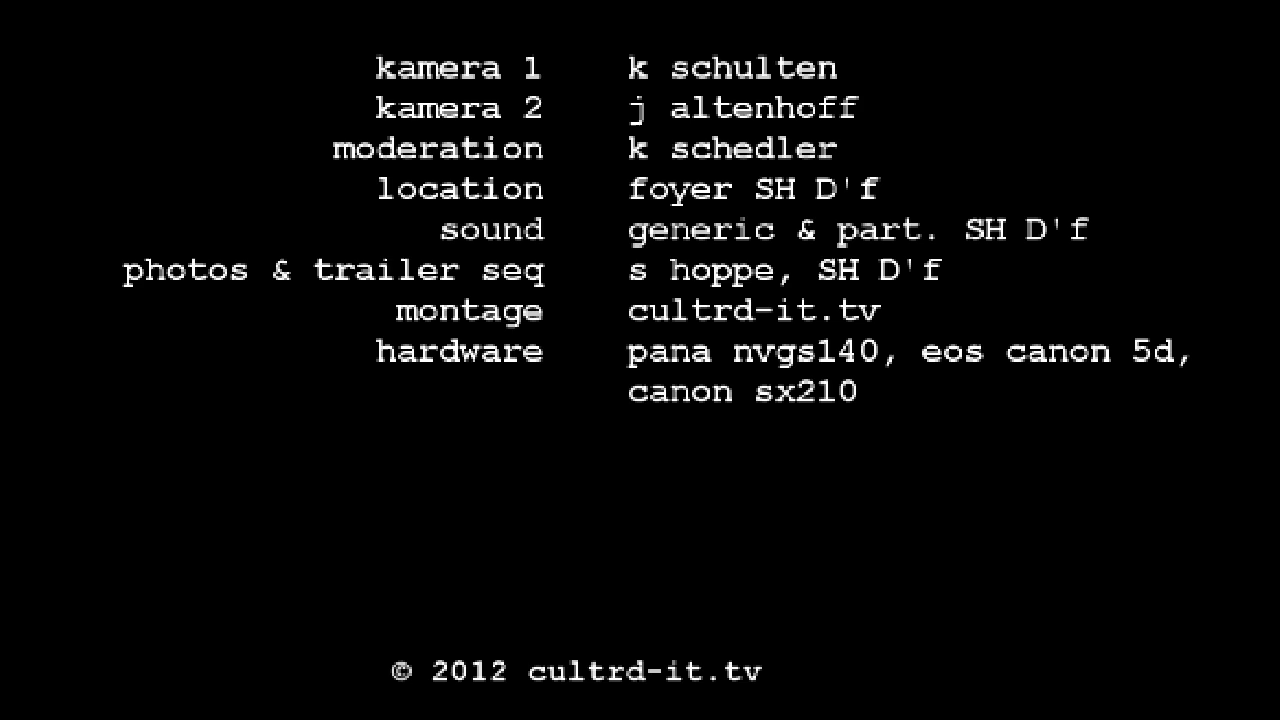 kamera 1 k schulten
kamera 2 j altenhoff
moderation k schedler
location foyer SH D'f
sound generic & part. SH D'f
photos & trailer seq s hoppe, SH D'f
montage cultrd-it.tv
hardware pana nvgs140, eos canon 5d,
canon sx210
© 2012 cultrd-it.tv